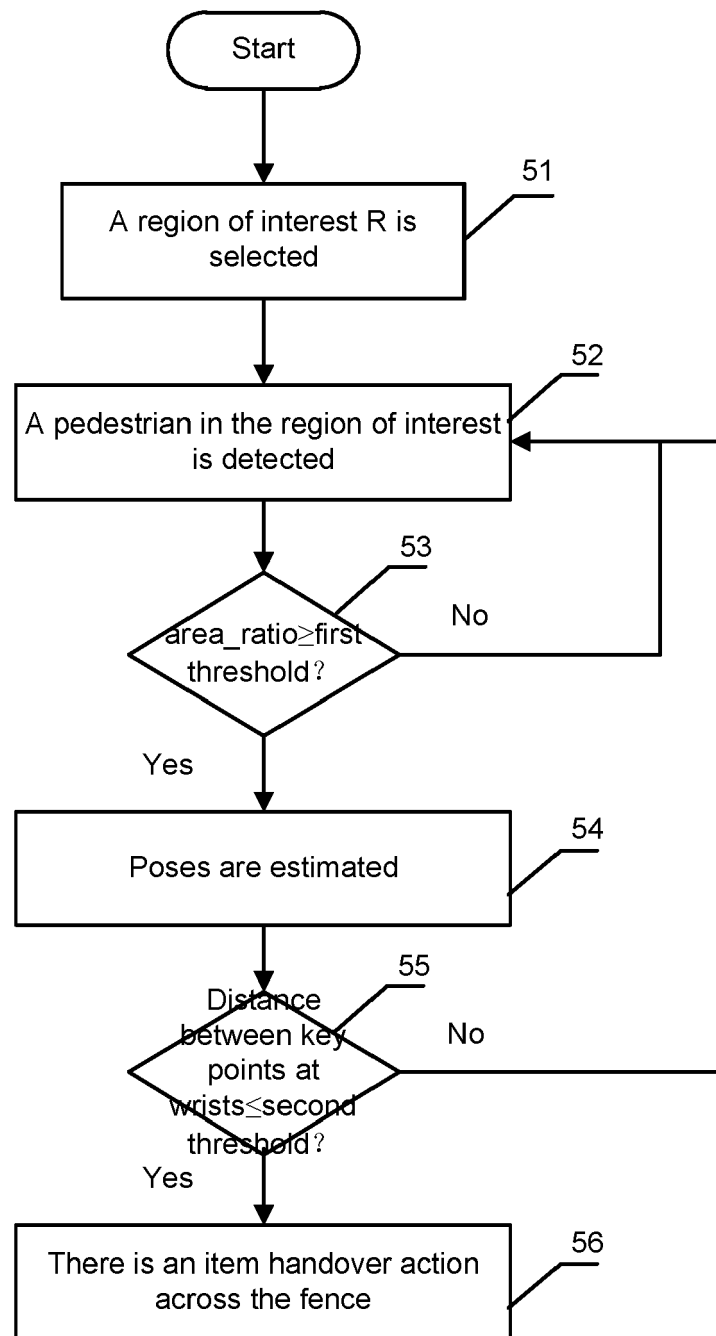 Start
51
A region of interest R is
selected
52
A pedestrian in the region of interest
is detected
53
area_ratio≥first
threshold?
No
Yes
54
Poses are estimated
55
Distance
between key
points at
wrists≤second
threshold?
No
Yes
56
There is an item handover action
across the fence